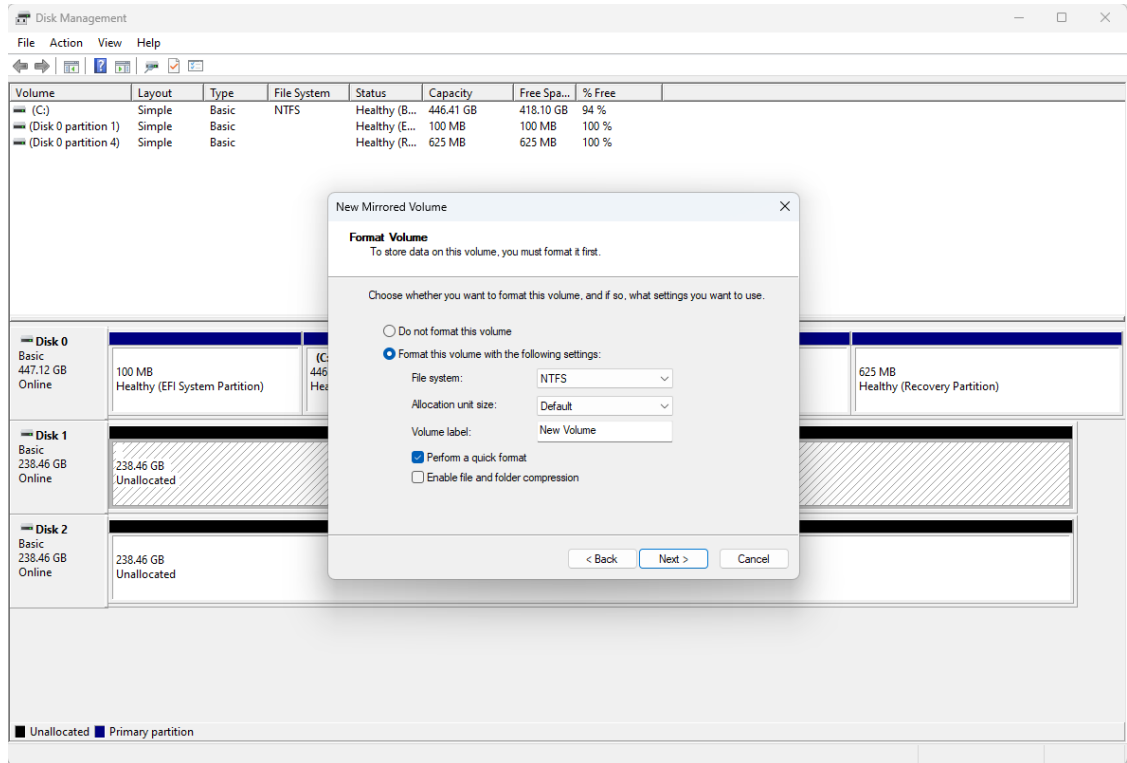 Disk Management
File Action View Help
Volume Layout Type File System Status Capacity Free Spa... % Free
(C:) Simple Basic NTFS Healthy (B... 446.41 GB 418.10 GB 94 %
(Disk 0 partition 1) Simple Basic Healthy (E... 100 MB 100 MB 100 %
(Disk 0 partition 4) Simple Basic Healthy (R... 625 MB 625 MB 100 %
New Mirrored Volume
Format Volume
To store data on this volume, you must format it first.
Choose whether you want to format this volume, and if so, what settings you want to use.
Do not format this volume
Format this volume with the following settings:
File system: NTFS
Allocation unit size: Default
Volume label: New Volume
Perform a quick format
Enable file and folder compression
< Back Next > Cancel
Disk 0
Basic
447.12 GB
Online
100 MB
Healthy (EFI System Partition)
(C:
446
Hea
625 MB
Healthy (Recovery Partition)
Disk 1
Basic
238.46 GB
Online
238.46 GB
Unallocated
Disk 2
Basic
238.46 GB
Online
238.46 GB
Unallocated
Unallocated Primary partition